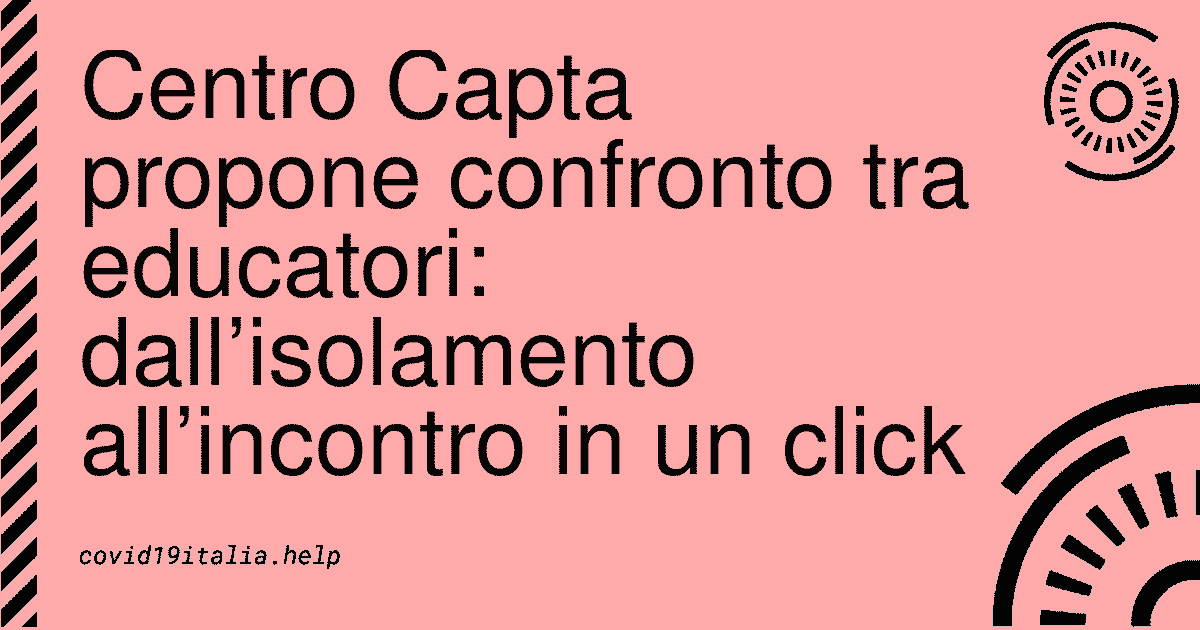 Centro Capta
propone confronto tra
educatori:
dall’isolamento
all’incontro in un click
covid19italia.help